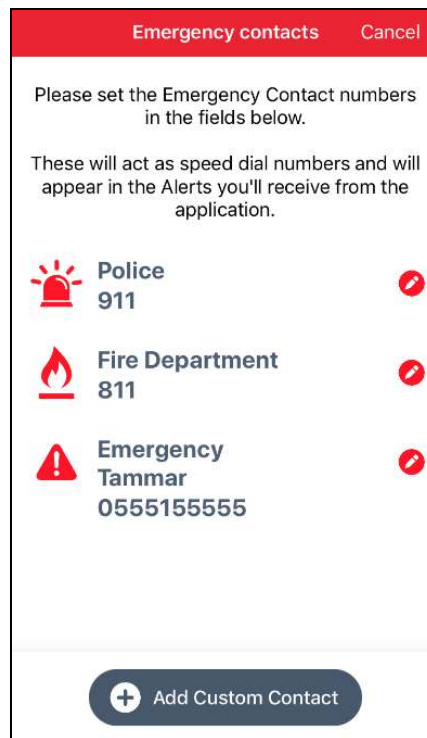 Emergency contacts Cancel
Please set the Emergency Contact numbers
in the fields below.
These will act as speed dial numbers and will
appear in the Alerts you'll receive from the
application.
Police
911
Fire Department
811
Emergency
Tammar
0555155555
Add Custom Contact